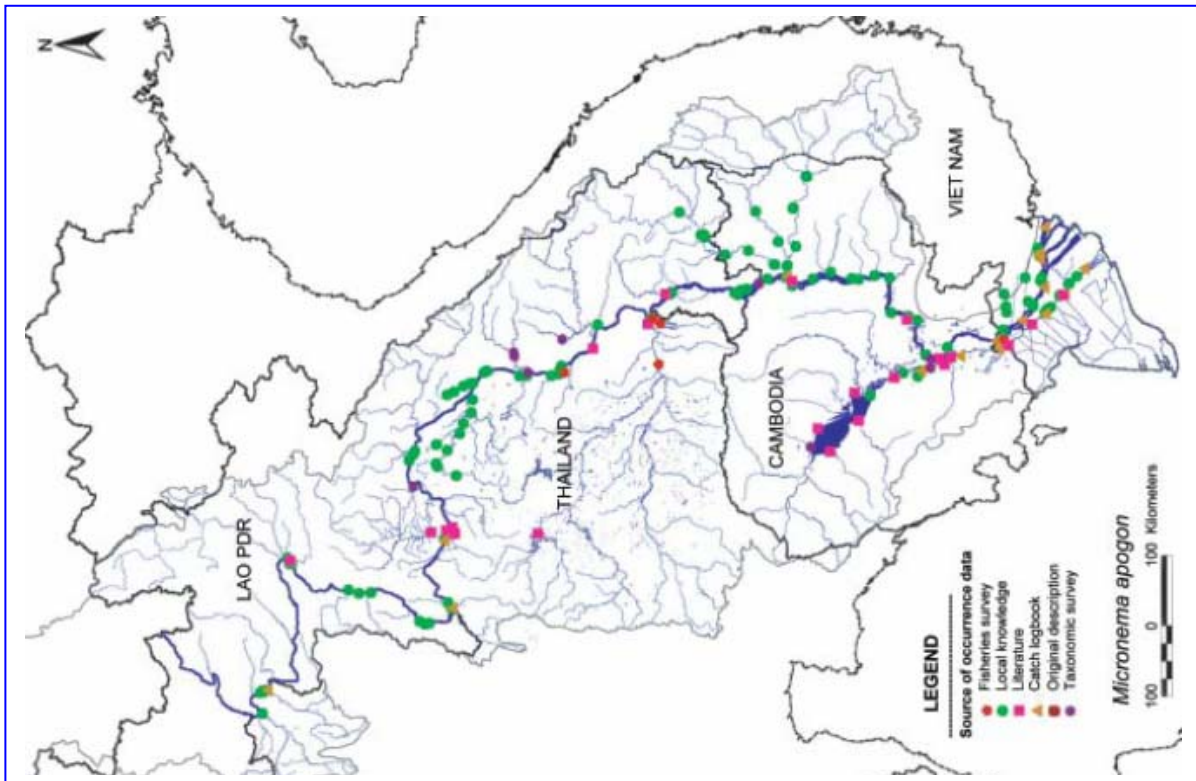 N
LAO PDR
THAILAND
CAMBODIA
VIET NAM
LEGEND
Source of occurrence data
Fisheries survey
Local knowledge
Literature
Catch logbook
Original description
Taxonomic survey
Micronema apogon
100 0 100 Kilometers